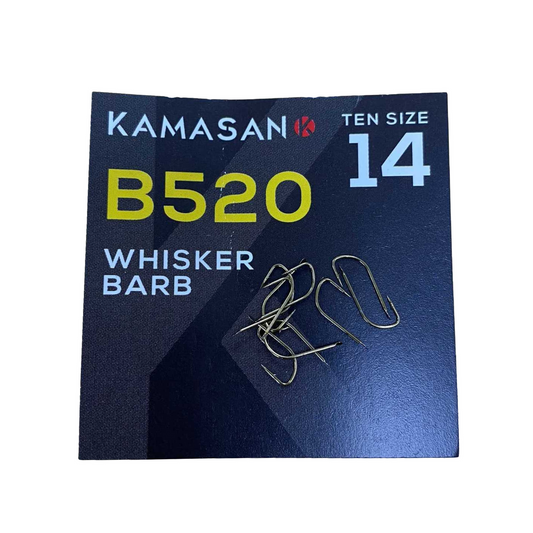 KAMASAN
TEN SIZE
14
B520
WHISKER
BARB